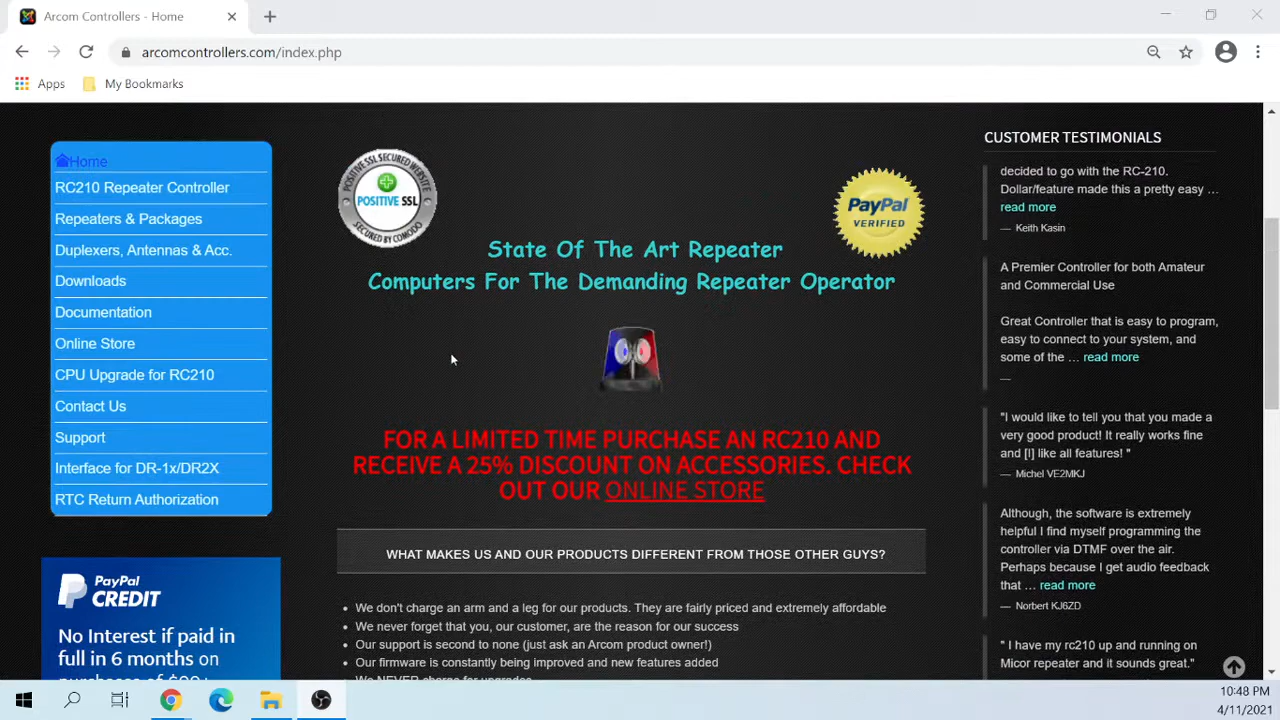 Arcom Controllers - Home
arcomcontrollers.com/index.php
Apps
My Bookmarks
Home
RC210 Repeater Controller
Repeaters & Packages
Duplexers, Antennas & Acc.
Downloads
Documentation
Online Store
CPU Upgrade for RC210
Contact Us
Support
Interface for DR-1x/DR2X
RTC Return Authorization
PayPal
CREDIT
No Interest if paid in
full in 6 months on
POSITIVE SSL SECURED WEBSITE
POSITIVE SSL
SECURED BY COMODO
PayPal
VERIFIED
State Of The Art Repeater
Computers For The Demanding Repeater Operator
FOR A LIMITED TIME PURCHASE AN RC210 AND
RECEIVE A 25% DISCOUNT ON ACCESSORIES. CHECK
OUT OUR ONLINE STORE
WHAT MAKES US AND OUR PRODUCTS DIFFERENT FROM THOSE OTHER GUYS?
• We don't charge an arm and a leg for our products. They are fairly priced and extremely affordable
• We never forget that you, our customer, are the reason for our success
• Our support is second to none (just ask an Arcom product owner!)
• Our firmware is constantly being improved and new features added
CUSTOMER TESTIMONIALS
decided to go with the RC-210.
Dollar/feature made this a pretty easy …
read more
— Keith Kasin
A Premier Controller for both Amateur
and Commercial Use
Great Controller that is easy to program,
easy to connect to your system, and
some of the … read more
—
"I would like to tell you that you made a
very good product! It really works fine
and [I] like all features! "
— Michel VE2MKJ
Although, the software is extremely
helpful I find myself programming the
controller via DTMF over the air.
Perhaps because I get audio feedback
that … read more
— Norbert KJ6ZD
" I have my rc210 up and running on
Micor repeater and it sounds great."
10:48 PM
4/11/2021